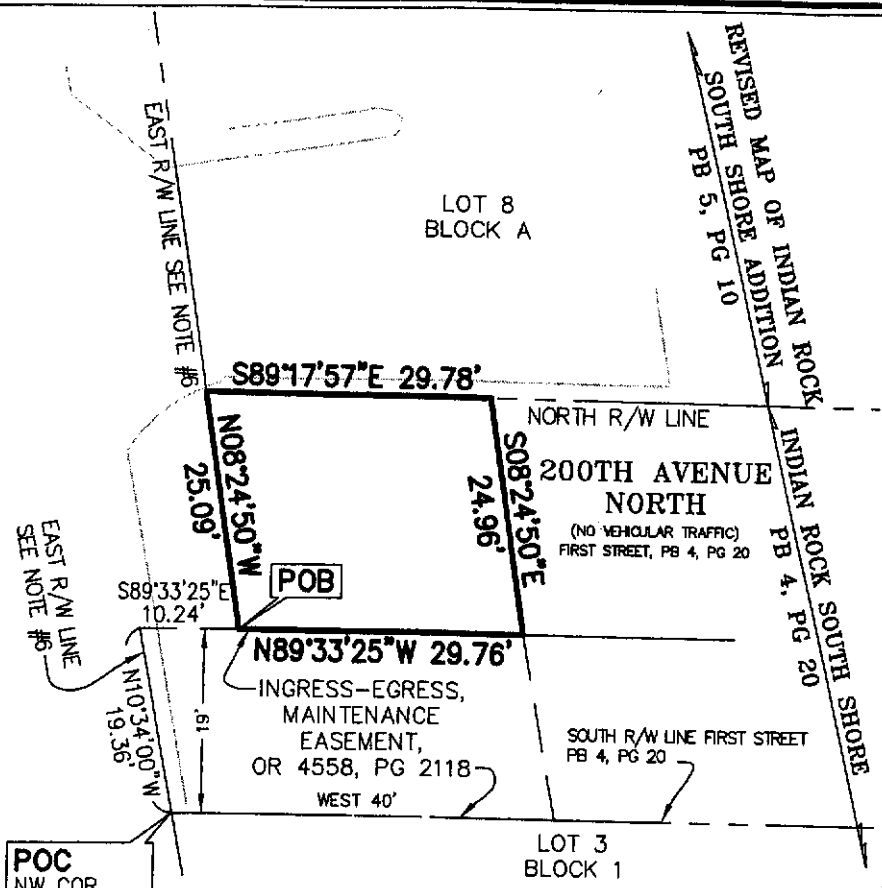 REVISED MAP OF INDIAN ROCK
SOUTH SHORE ADDITION
PB 5, PG 10
EAST R/W LINE SEE NOTE #6
LOT 8
BLOCK A
S89°17'57"E 29.78'
NORTH R/W LINE
N08°24'50"W
25.09'
S08°24'50"E
24.96'
200TH AVENUE
NORTH
(NO VEHICULAR TRAFFIC)
FIRST STREET, PB 4, PG 20
INDIAN ROCK SOUTH SHORE
PB 4, PG 20
EAST R/W LINE
SEE NOTE #6
S89°33'25"E
10.24'
POB
N89°33'25"W 29.76'
N10°34'00"W
19.36'
19'
INGRESS-EGRESS,
MAINTENANCE
EASEMENT,
OR 4558, PG 2118
WEST 40'
SOUTH R/W LINE FIRST STREET
PB 4, PG 20
LOT 3
BLOCK 1
POC
NW COR